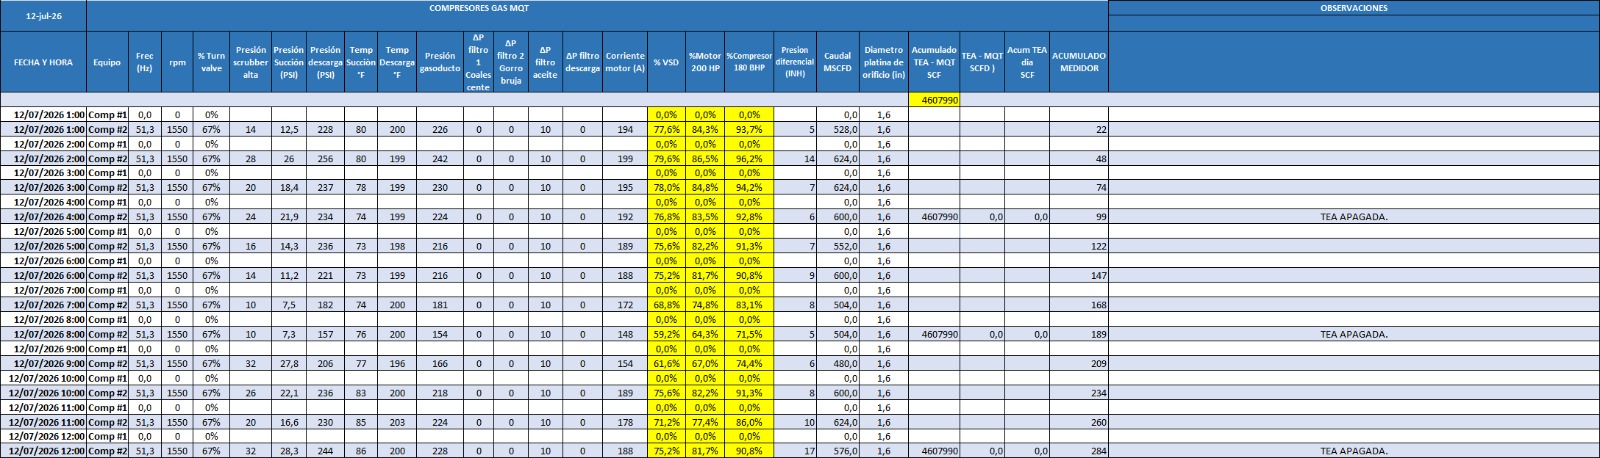 12-jul-26 COMPRESORES GAS MQT OBSERVACIONES
FECHA Y HORA Equipo Frec (Hz) rpm % Turn valve Presión scrubber alta Presión Succión (PSI) Presión descarga (PSI) Temp Succiòn °F Temp Descarga °F Presión gasoducto ΔP filtro 1 Coales cente ΔP filtro 2 Gorro bruja ΔP filtro aceite ΔP filtro descarga Corriente motor (A) % VSD %Motor 200 HP %Compresor 180 BHP Presion diferencial (INH) Caudal MSCFD Diametro platina de orificio (in) Acumulado TEA - MQT SCF TEA - MQT SCFD ) Acum TEA dia SCF ACUMULADO MEDIDOR
4607990
12/07/2026 1:00 Comp #1 0,0 0 0% 0,0% 0,0% 0,0% 0,0 1,6
12/07/2026 1:00 Comp #2 51,3 1550 67% 14 12,5 228 80 200 226 0 0 10 0 194 77,6% 84,3% 93,7% 5 528,0 1,6 22
12/07/2026 2:00 Comp #1 0,0 0 0% 0,0% 0,0% 0,0% 0,0 1,6
12/07/2026 2:00 Comp #2 51,3 1550 67% 28 26 256 80 199 242 0 0 10 0 199 79,6% 86,5% 96,2% 14 624,0 1,6 48
12/07/2026 3:00 Comp #1 0,0 0 0% 0,0% 0,0% 0,0% 0,0 1,6
12/07/2026 3:00 Comp #2 51,3 1550 67% 20 18,4 237 78 199 230 0 0 10 0 195 78,0% 84,8% 94,2% 7 624,0 1,6 74
12/07/2026 4:00 Comp #1 0,0 0 0% 0,0% 0,0% 0,0% 0,0 1,6
12/07/2026 4:00 Comp #2 51,3 1550 67% 24 21,9 234 74 199 224 0 0 10 0 192 76,8% 83,5% 92,8% 6 600,0 1,6 4607990 0,0 0,0 99 TEA APAGADA.
12/07/2026 5:00 Comp #1 0,0 0 0% 0,0% 0,0% 0,0% 0,0 1,6
12/07/2026 5:00 Comp #2 51,3 1550 67% 16 14,3 236 73 198 216 0 0 10 0 189 75,6% 82,2% 91,3% 7 552,0 1,6 122
12/07/2026 6:00 Comp #1 0,0 0 0% 0,0% 0,0% 0,0% 0,0 1,6
12/07/2026 6:00 Comp #2 51,3 1550 67% 14 11,2 221 73 199 216 0 0 10 0 188 75,2% 81,7% 90,8% 9 600,0 1,6 147
12/07/2026 7:00 Comp #1 0,0 0 0% 0,0% 0,0% 0,0% 0,0 1,6
12/07/2026 7:00 Comp #2 51,3 1550 67% 10 7,5 182 74 200 181 0 0 10 0 172 68,8% 74,8% 83,1% 8 504,0 1,6 168
12/07/2026 8:00 Comp #1 0,0 0 0% 0,0% 0,0% 0,0% 0,0 1,6
12/07/2026 8:00 Comp #2 51,3 1550 67% 10 7,3 157 76 200 154 0 0 10 0 148 59,2% 64,3% 71,5% 5 504,0 1,6 4607990 0,0 0,0 189 TEA APAGADA.
12/07/2026 9:00 Comp #1 0,0 0 0% 0,0% 0,0% 0,0% 0,0 1,6
12/07/2026 9:00 Comp #2 51,3 1550 67% 32 27,8 206 77 196 166 0 0 10 0 154 61,6% 67,0% 74,4% 6 480,0 1,6 209
12/07/2026 10:00 Comp #1 0,0 0 0% 0,0% 0,0% 0,0% 0,0 1,6
12/07/2026 10:00 Comp #2 51,3 1550 67% 26 22,1 236 83 200 218 0 0 10 0 189 75,6% 82,2% 91,3% 8 600,0 1,6 234
12/07/2026 11:00 Comp #1 0,0 0 0% 0,0% 0,0% 0,0% 0,0 1,6
12/07/2026 11:00 Comp #2 51,3 1550 67% 20 16,6 230 85 203 224 0 0 10 0 178 71,2% 77,4% 86,0% 10 624,0 1,6 260
12/07/2026 12:00 Comp #1 0,0 0 0% 0,0% 0,0% 0,0% 0,0 1,6
12/07/2026 12:00 Comp #2 51,3 1550 67% 32 28,3 244 86 200 228 0 0 10 0 188 75,2% 81,7% 90,8% 17 576,0 1,6 4607990 0,0 0,0 284 TEA APAGADA.